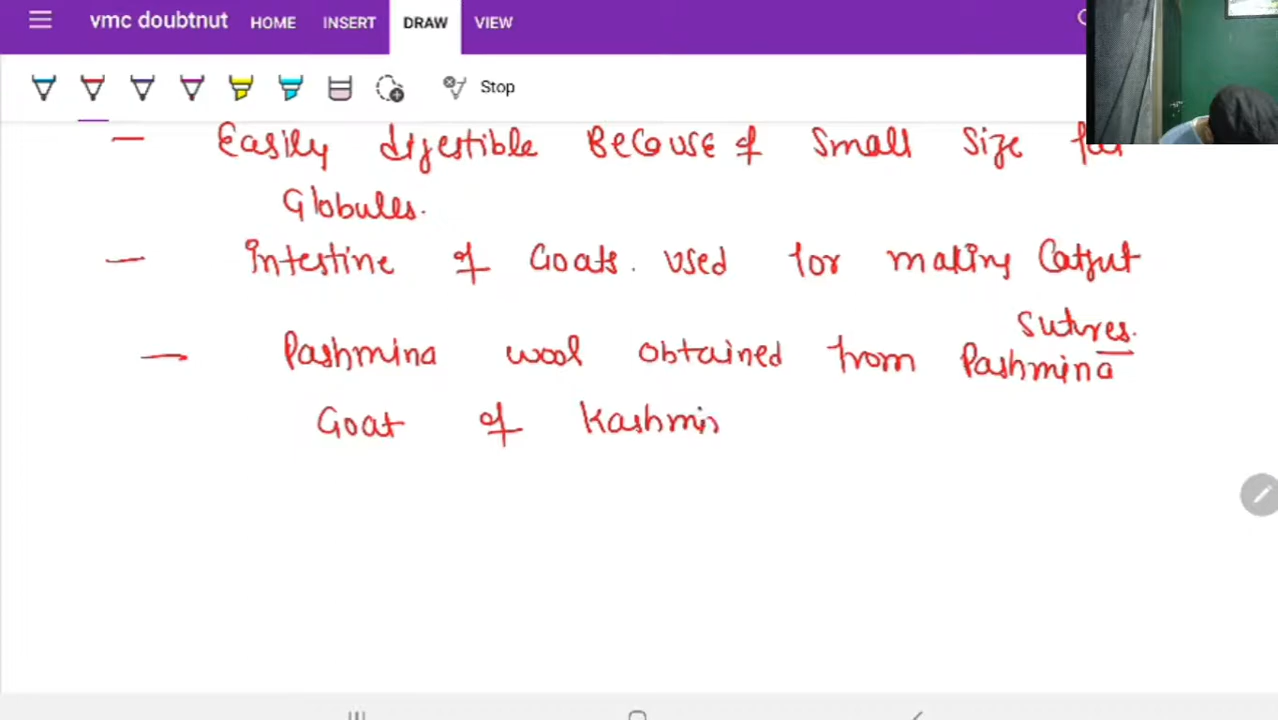 vmc doubtnut HOME INSERT DRAW VIEW
Stop
— Easily digestible Because of Small Size
Globules.
— Intestine of Goats. used for making Catgut
Sutures.
— Pashmina wool obtained from Pashmina
Goat of Kashmir